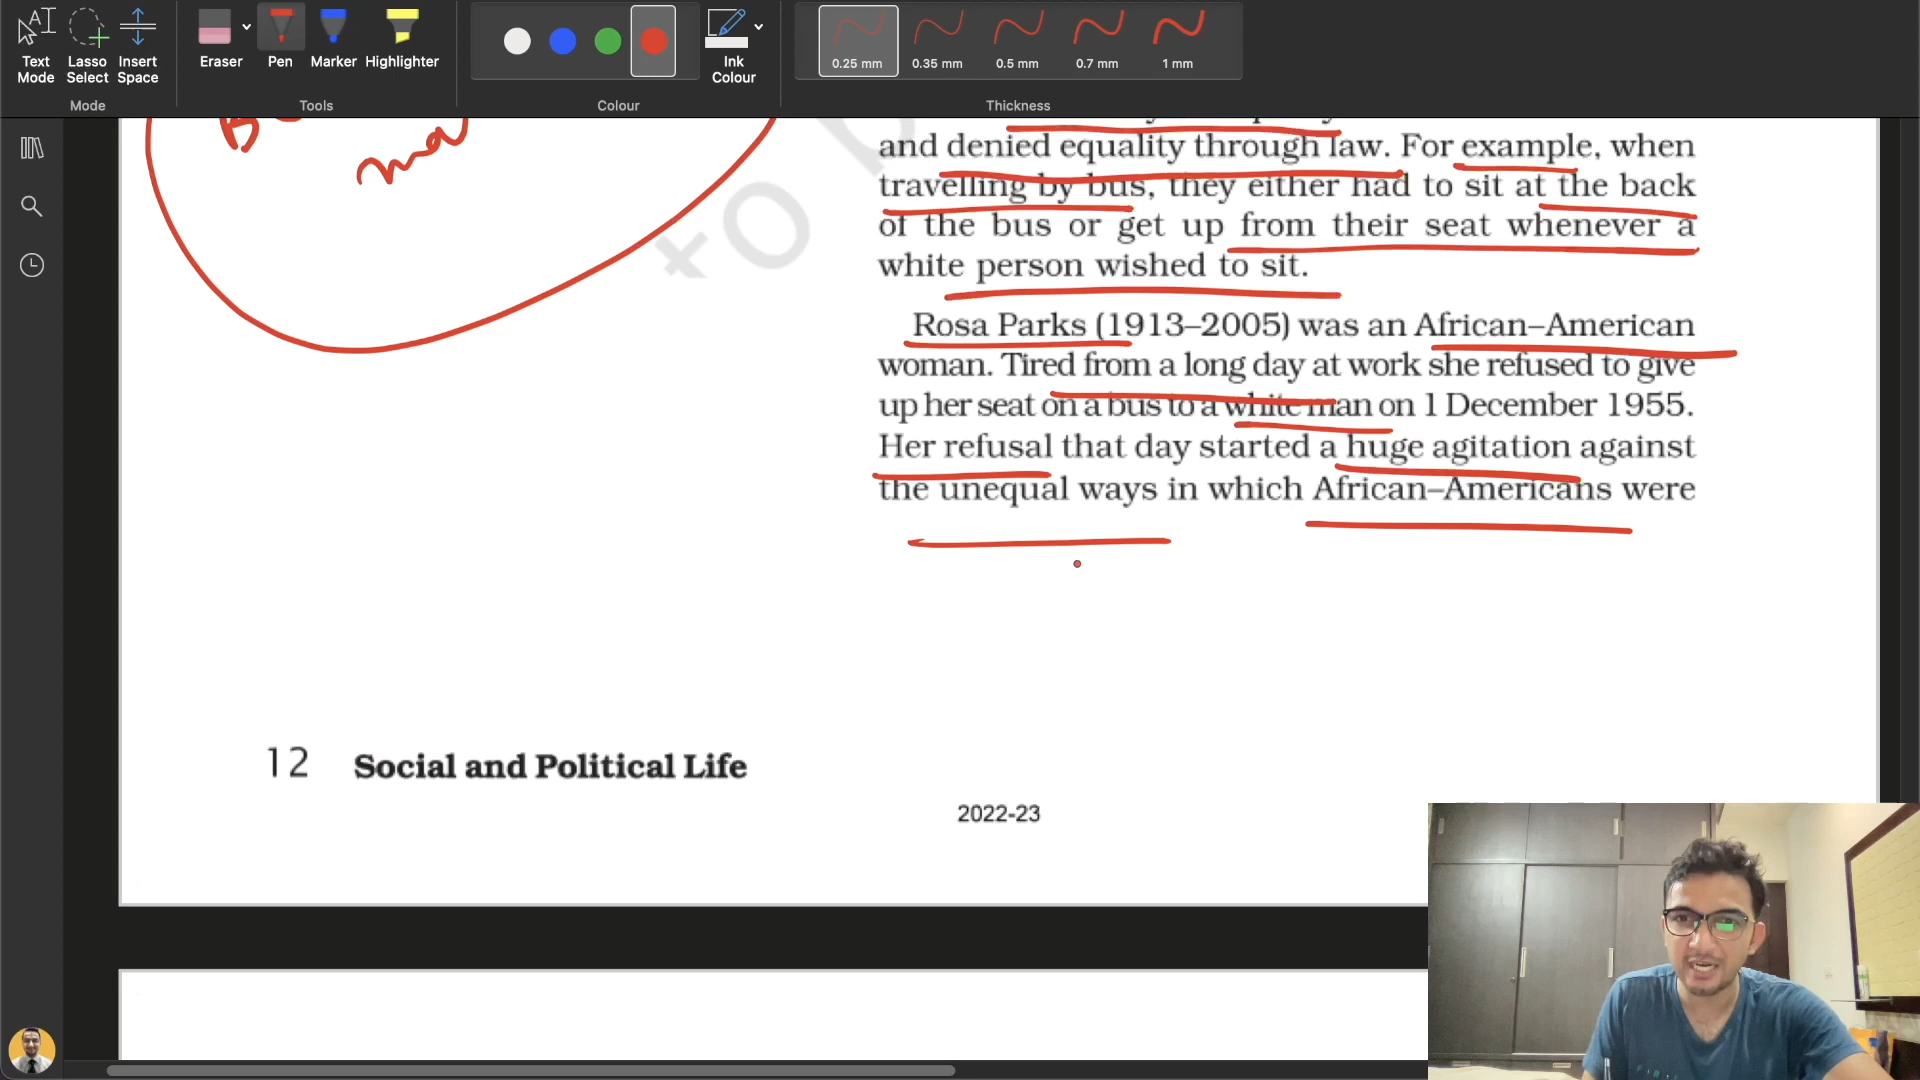 Text Mode
Lasso Select
Insert Space
Mode
Eraser
Pen
Marker
Highlighter
Tools
Colour
Ink Colour
0.25 mm
0.35 mm
0.5 mm
0.7 mm
1 mm
Thickness
and denied equality through law. For example, when
travelling by bus, they either had to sit at the back
of the bus or get up from their seat whenever a
white person wished to sit.
Rosa Parks (1913–2005) was an African–American
woman. Tired from a long day at work she refused to give
up her seat on a bus to a white man on 1 December 1955.
Her refusal that day started a huge agitation against
the unequal ways in which African–Americans were
to
12 Social and Political Life
2022-23